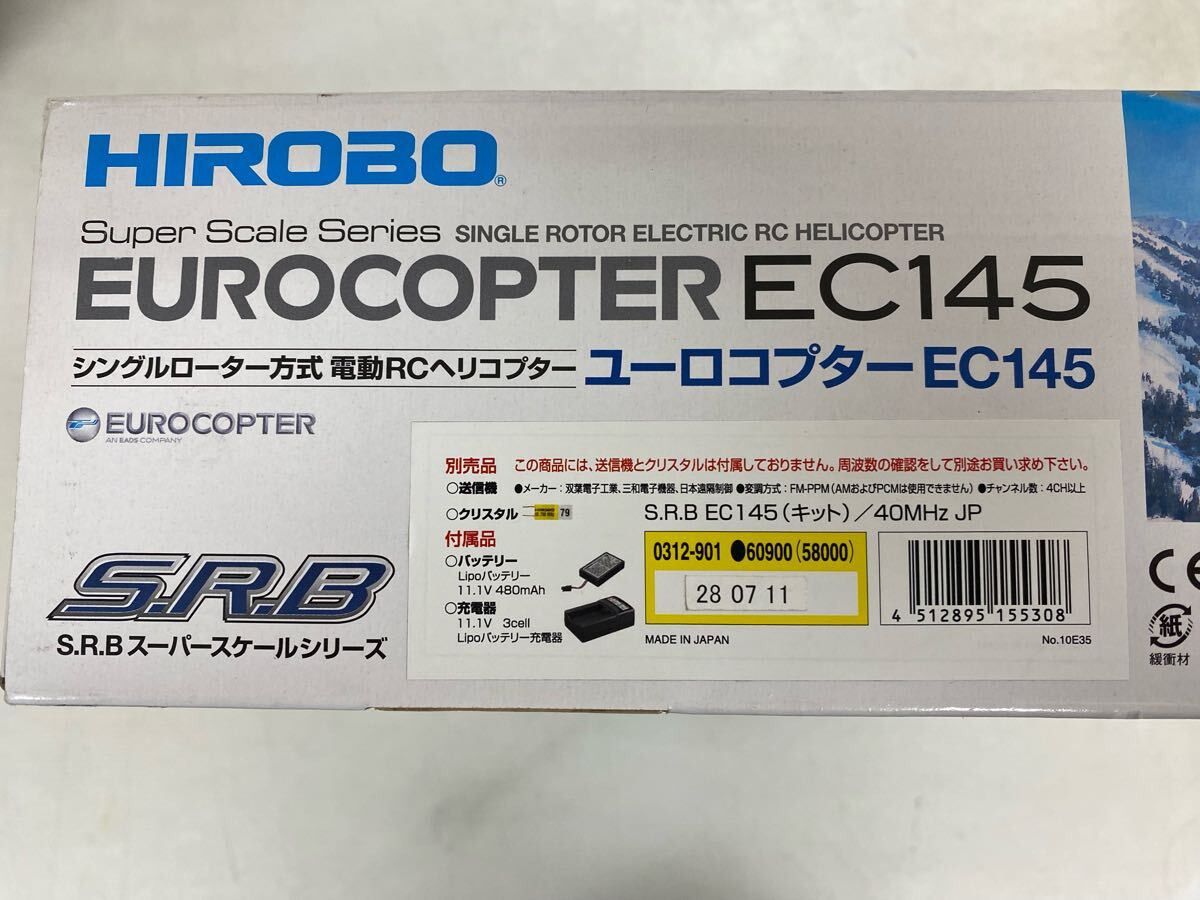 HIROBO®
Super Scale Series SINGLE ROTOR ELECTRIC RC HELICOPTER
EUROCOPTER EC145
シングルローター方式 電動RCヘリコプター ユーロコプター EC145
EUROCOPTER
AN EADS COMPANY
別売品 この商品には、送信機とクリスタルは付属しておりません。周波数の確認をして別途お買い求め下さい。
○送信機 ●メーカー：双葉電子工業、三和電子機器、日本遠隔制御 ●変調方式：FM-PPM（AMおよびPCMは使用できません） ●チャンネル数：4CH以上
○クリスタル 79 S.R.B EC145（キット）／40MHz JP
付属品
○バッテリー
Lipoバッテリー
11.1V 480mAh
○充電器
11.1V 3cell
Lipoバッテリー充電器
0312-901 ●60900（58000）
28 07 11
MADE IN JAPAN
4 512895 155308
No.10E35
S.R.B
S.R.Bスーパースケールシリーズ
CE
紙
緩衝材